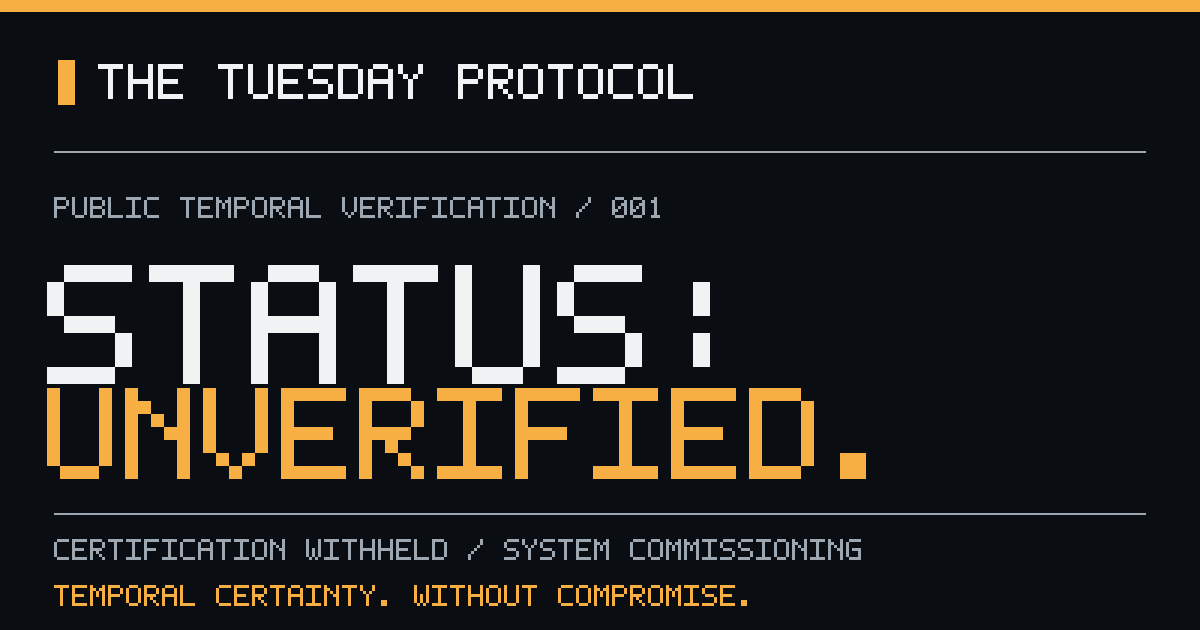 THE TUESDAY PROTOCOL
PUBLIC TEMPORAL VERIFICATION / 001
STATUS:
UNVERIFIED.
CERTIFICATION WITHHELD / SYSTEM COMMISSIONING
TEMPORAL CERTAINTY. WITHOUT COMPROMISE.